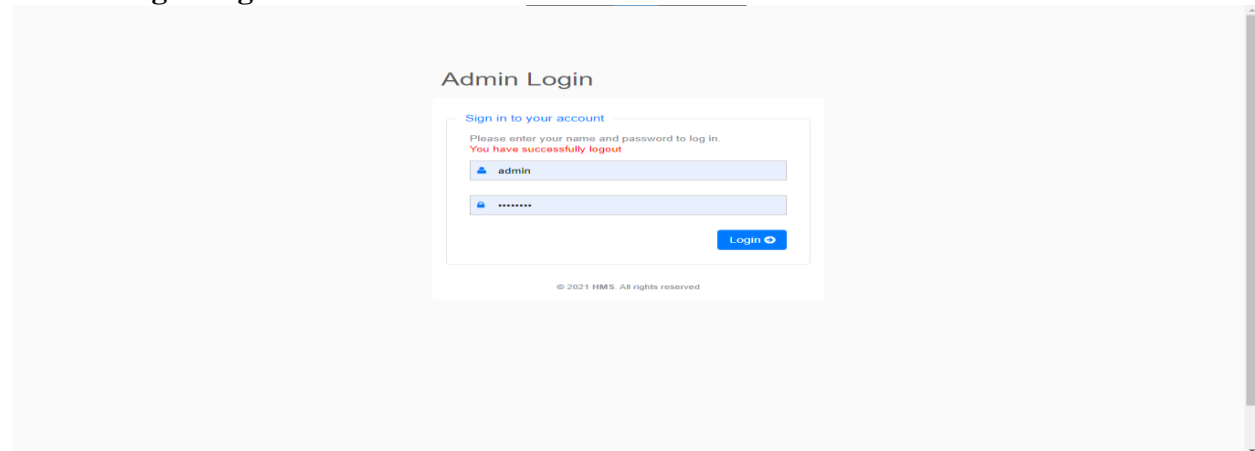 Admin Login
Sign in to your account
Please enter your name and password to log in.
You have successfully logout
admin
••••••••
Login
© 2021 HMS. All rights reserved